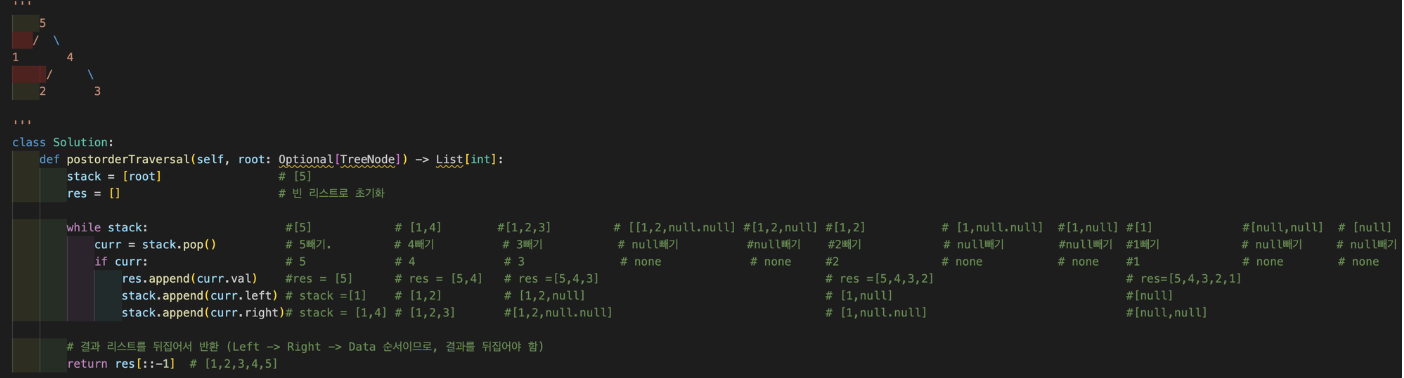 '''
    5
   /  \
1       4
     /     \
    2       3

'''
class Solution:
    def postorderTraversal(self, root: Optional[TreeNode]) -> List[int]:
        stack = [root]                 # [5]
        res = []                       # 빈 리스트로 초기화

        while stack:                    #[5]            # [1,4]        #[1,2,3]         # [[1,2,null.null] #[1,2,null] #[1,2]           # [1,null.null]  #[1,null] #[1]             #[null,null]  # [null]
            curr = stack.pop()          # 5빼기.         # 4빼기          # 3빼기           # null빼기          #null빼기    #2빼기                # null빼기        #null빼기 #1빼기             # null빼기     # null빼기
            if curr:                    # 5             # 4             # 3               # none             # none     #2                  # none          # none   #1                # none        # none
                res.append(curr.val)    #res = [5]      # res = [5,4]   # res =[5,4,3]                                  # res =[5,4,3,2]                             # res=[5,4,3,2,1]
                stack.append(curr.left) # stack =[1]    # [1,2]         # [1,2,null]                                    # [1,null]                                   #[null]
                stack.append(curr.right)# stack = [1,4] # [1,2,3]       #[1,2,null.null]                                # [1,null.null]                              #[null,null]

        # 결과 리스트를 뒤집어서 반환 (Left -> Right -> Data 순서이므로, 결과를 뒤집어야 함)
        return res[::-1]  # [1,2,3,4,5]